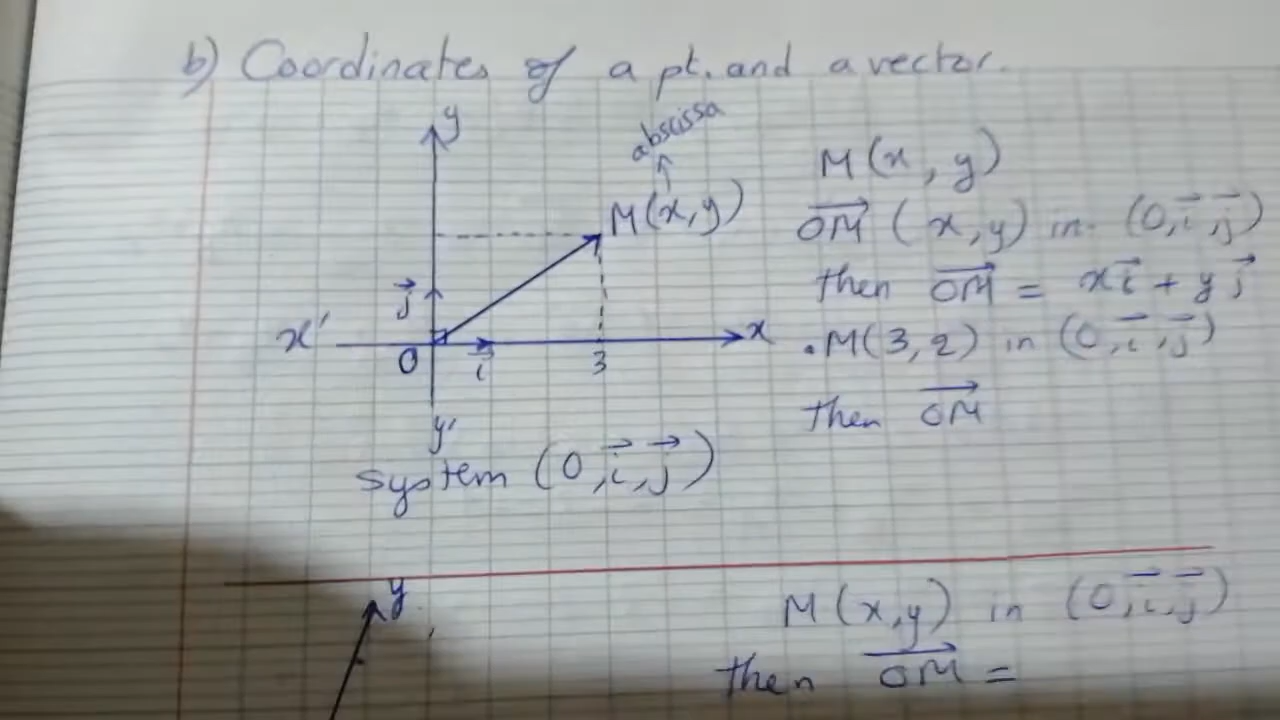 b) Coordinates of a pt. and a vector.
y
abscissa
M(x,y)
j
x'
O
i
3
x
y'
System (O, i⃗, j⃗)
M(x, y)
OM⃗ (x,y) in (O, i⃗, j⃗)
then OM⃗ = xi⃗ + yj⃗
.M(3,2) in (O, i⃗, j⃗)
then OM⃗
y
M(x,y) in (O, i⃗, j⃗)
then OM⃗ =